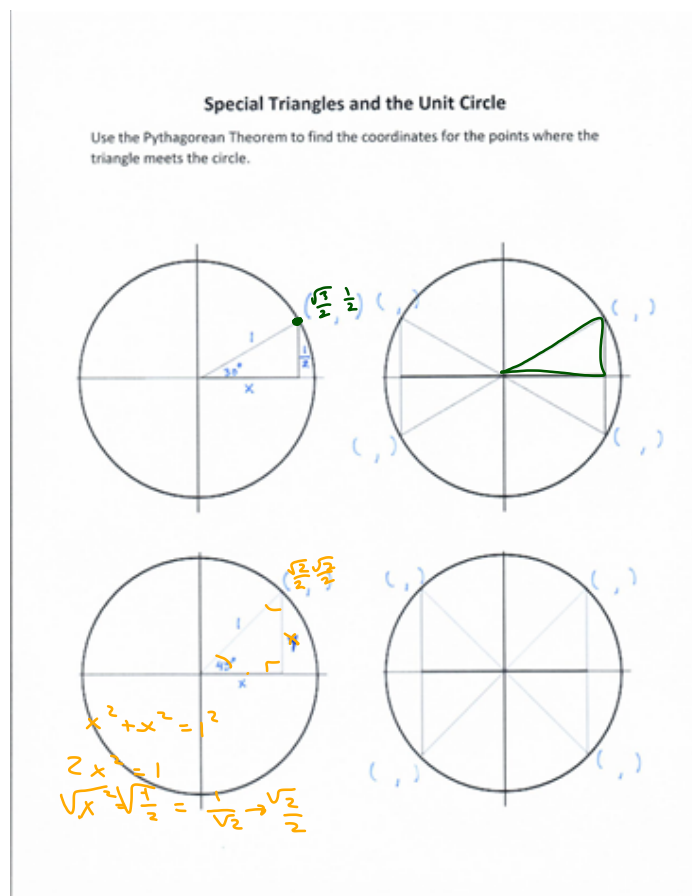 Special Triangles and the Unit Circle
Use the Pythagorean Theorem to find the coordinates for the points where the
triangle meets the circle.
(√3/2, 1/2)
( , )
( , )
1
1/2
30°
x
( , )
( , )
(√2/2, √2/2)
( , )
( , )
1
45°
x
x² + x² = 1²
2x² = 1
√x² = √1/2 = 1/√2 → √2/2
( , )
( , )